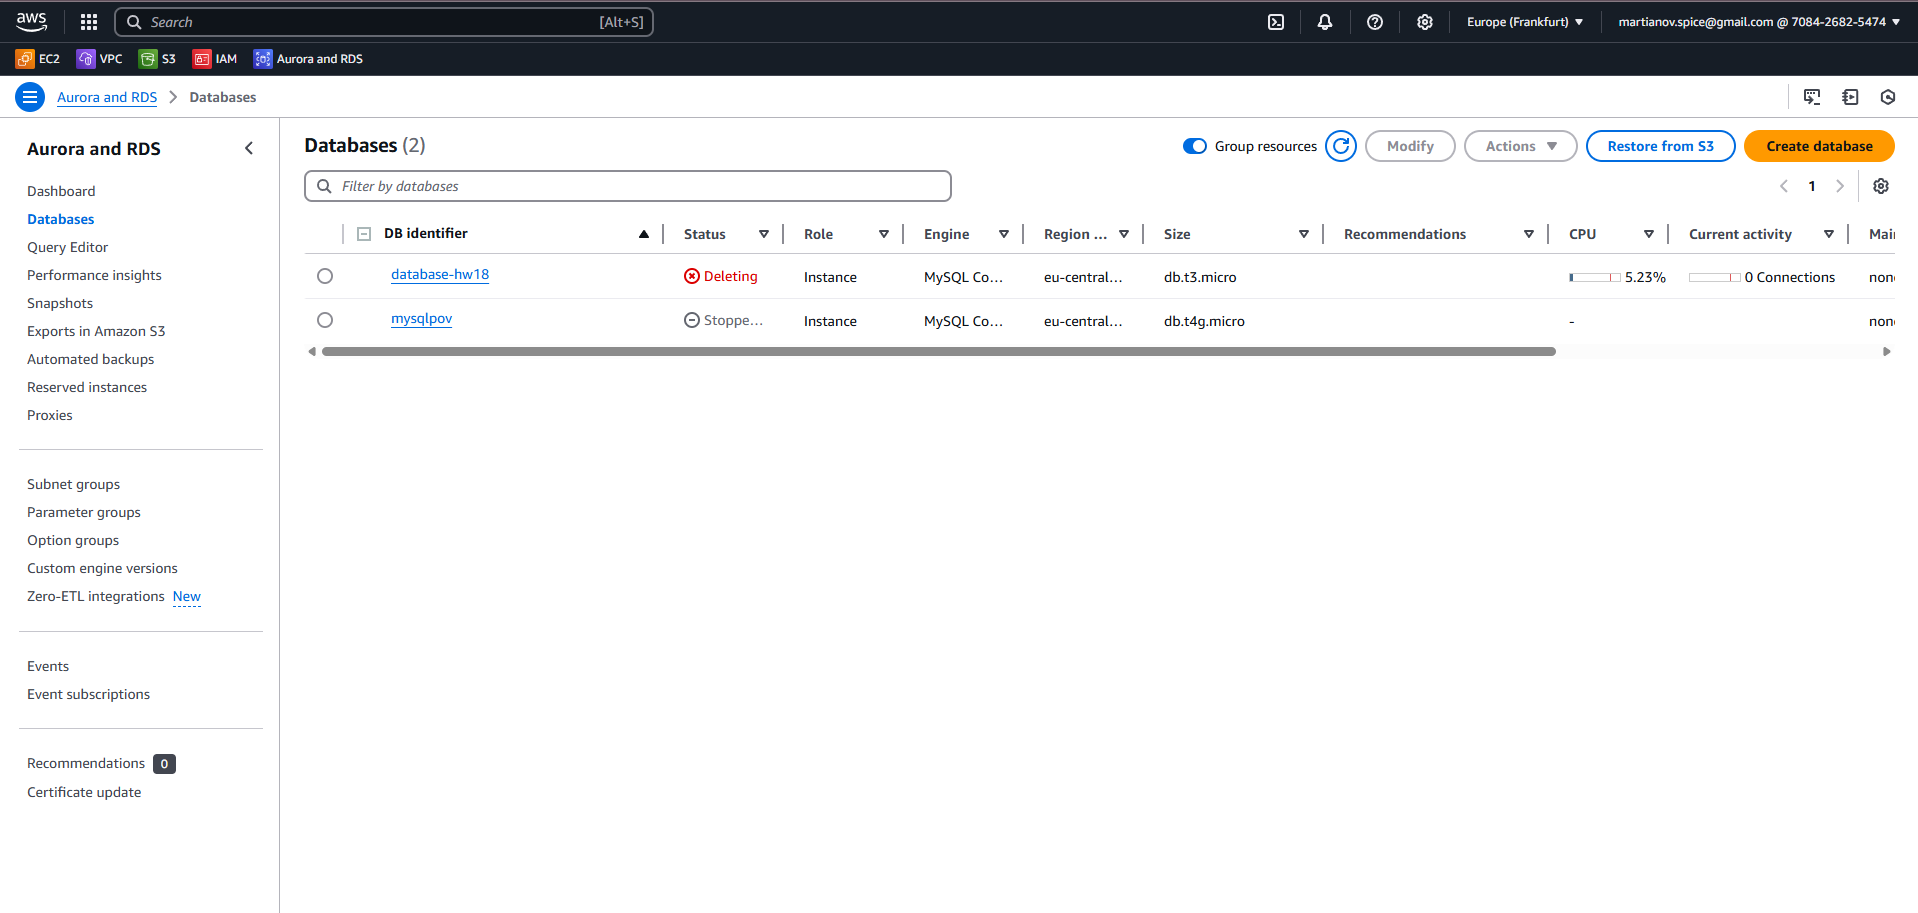 aws
Search [Alt+S]
Europe (Frankfurt)
martianov.spice@gmail.com @ 7084-2682-5474
EC2 VPC S3 IAM Aurora and RDS
Aurora and RDS > Databases
Aurora and RDS
Dashboard
Databases
Query Editor
Performance insights
Snapshots
Exports in Amazon S3
Automated backups
Reserved instances
Proxies
Subnet groups
Parameter groups
Option groups
Custom engine versions
Zero-ETL integrations New
Events
Event subscriptions
Recommendations 0
Certificate update
Databases (2)
Group resources Modify Actions Restore from S3 Create database
Filter by databases
1
DB identifier Status Role Engine Region ... Size Recommendations CPU Current activity Mai
database-hw18 Deleting Instance MySQL Co... eu-central... db.t3.micro 5.23% 0 Connections non
mysqlpov Stoppe... Instance MySQL Co... eu-central... db.t4g.micro - non